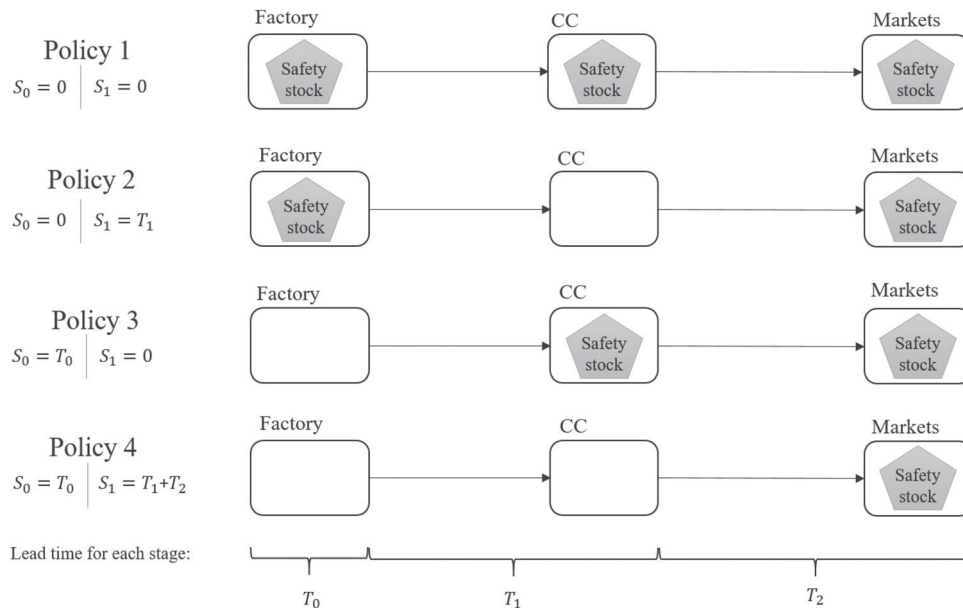 Factory CC Markets
Policy 1
S₀ = 0 | S₁ = 0
Safety stock
Safety stock
Safety stock
Factory CC Markets
Policy 2
S₀ = 0 | S₁ = T₁
Safety stock
Safety stock
Factory CC Markets
Policy 3
S₀ = T₀ | S₁ = 0
Safety stock
Safety stock
Factory CC Markets
Policy 4
S₀ = T₀ | S₁ = T₁+T₂
Safety stock
Lead time for each stage:
T₀ T₁ T₂